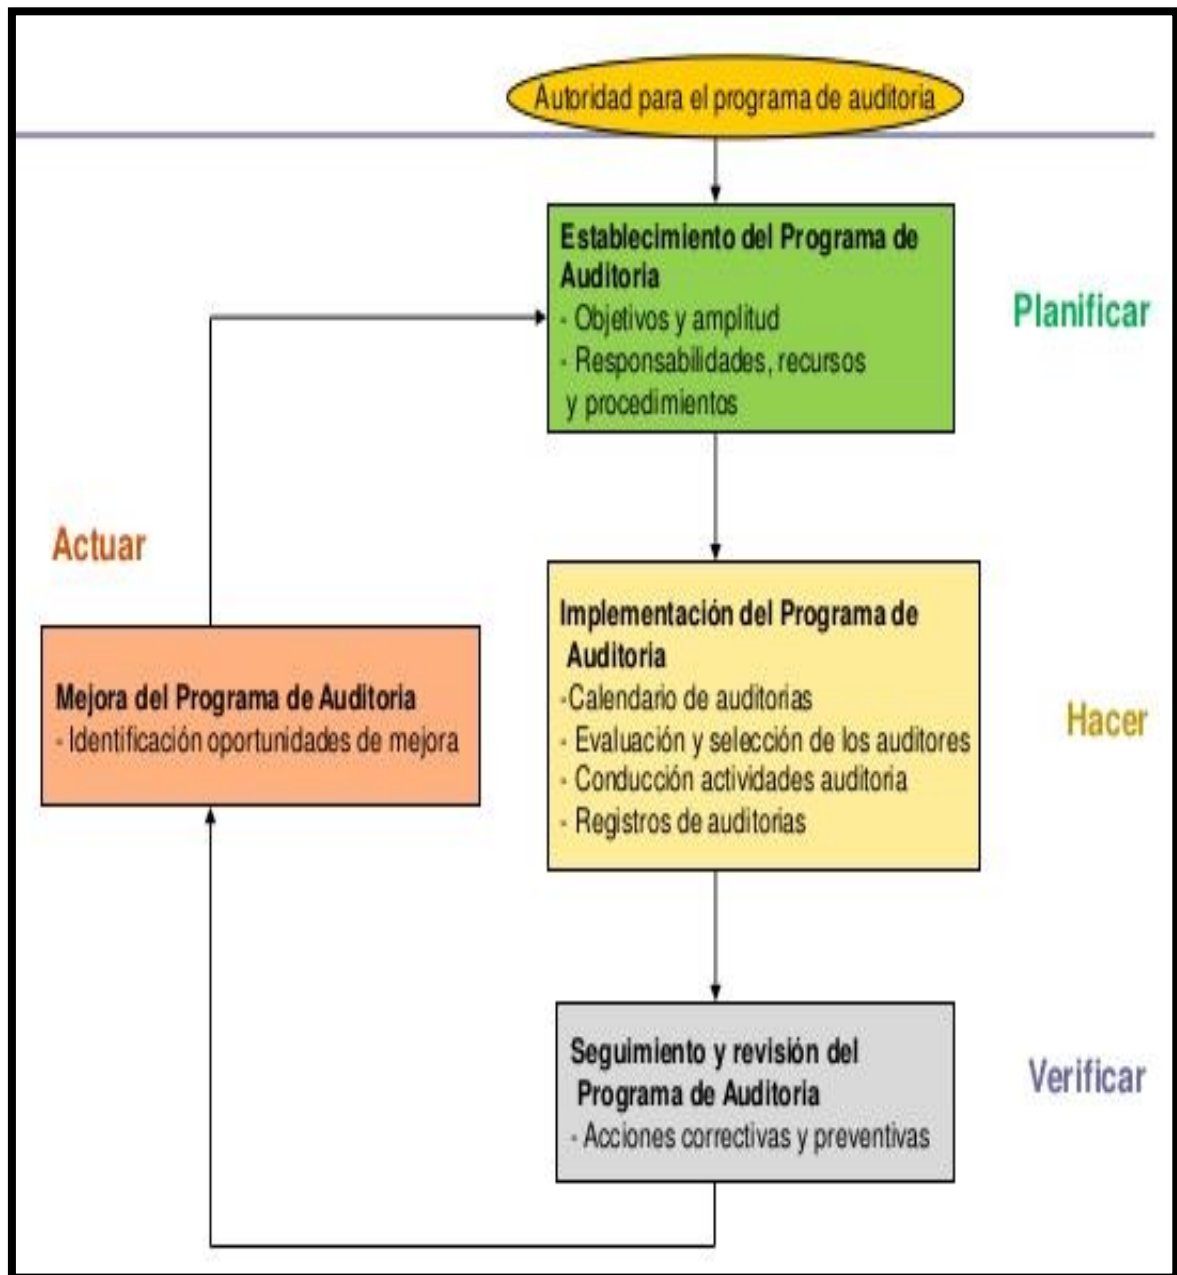 Autoridad para el programa de auditoria
Establecimiento del Programa de
Auditoria
- Objetivos y amplitud
- Responsabilidades, recursos
y procedimientos
Planificar
Actuar
Implementación del Programa de
Auditoria
-Calendario de auditorias
- Evaluación y selección de los auditores
- Conducción actividades auditoria
- Registros de auditorias
Hacer
Mejora del Programa de Auditoria
- Identificación oportunidades de mejora
Seguimiento y revisión del
Programa de Auditoria
- Acciones correctivas y preventivas
Verificar